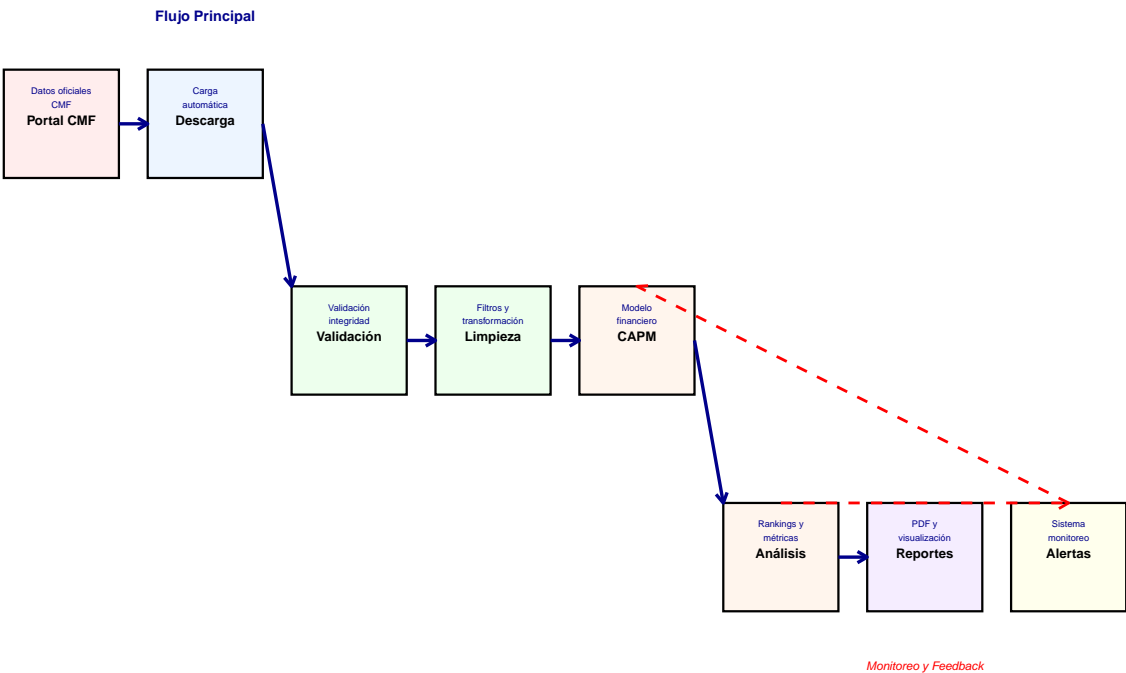 Flujo Principal
Datos oficiales
CMF
Portal CMF
Carga
automática
Descarga
Validación
integridad
Validación
Filtros y
transformación
Limpieza
Modelo
financiero
CAPM
Rankings y
métricas
Análisis
PDF y
visualización
Reportes
Sistema
monitoreo
Alertas
Monitoreo y Feedback